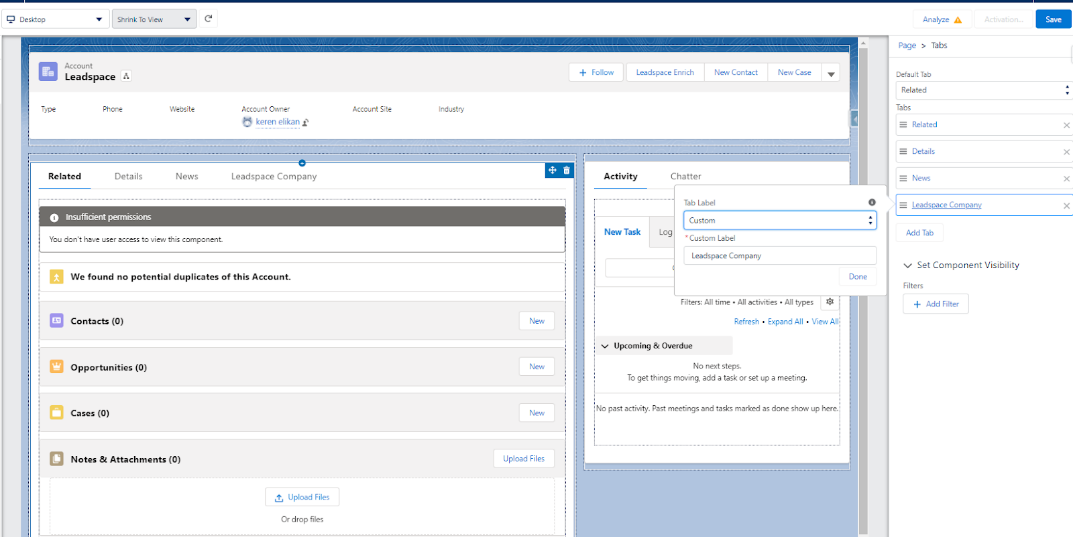 Desktop
Shrink To View
Analyze
Activation...
Save
Page > Tabs
Default Tab
Related
Tabs
Related
Details
News
Leadspace Company
Add Tab
Set Component Visibility
Filters
+ Add Filter
Account
Leadspace
+ Follow
Leadspace Enrich
New Contact
New Case
Type
Phone
Website
Account Owner
Account Site
Industry
keren elikan
Related
Details
News
Leadspace Company
Insufficient permissions
You don't have user access to view this component.
We found no potential duplicates of this Account.
Contacts (0)
New
Opportunities (0)
New
Cases (0)
New
Notes & Attachments (0)
Upload Files
Upload Files
Or drop files
Activity
Chatter
New Task
Log
Tab Label
Custom
*Custom Label
Leadspace Company
Done
Filters: All time • All activities • All types
Refresh • Expand All • View All
Upcoming & Overdue
No next steps.
To get things moving, add a task or set up a meeting.
No past activity. Past meetings and tasks marked as done show up here.